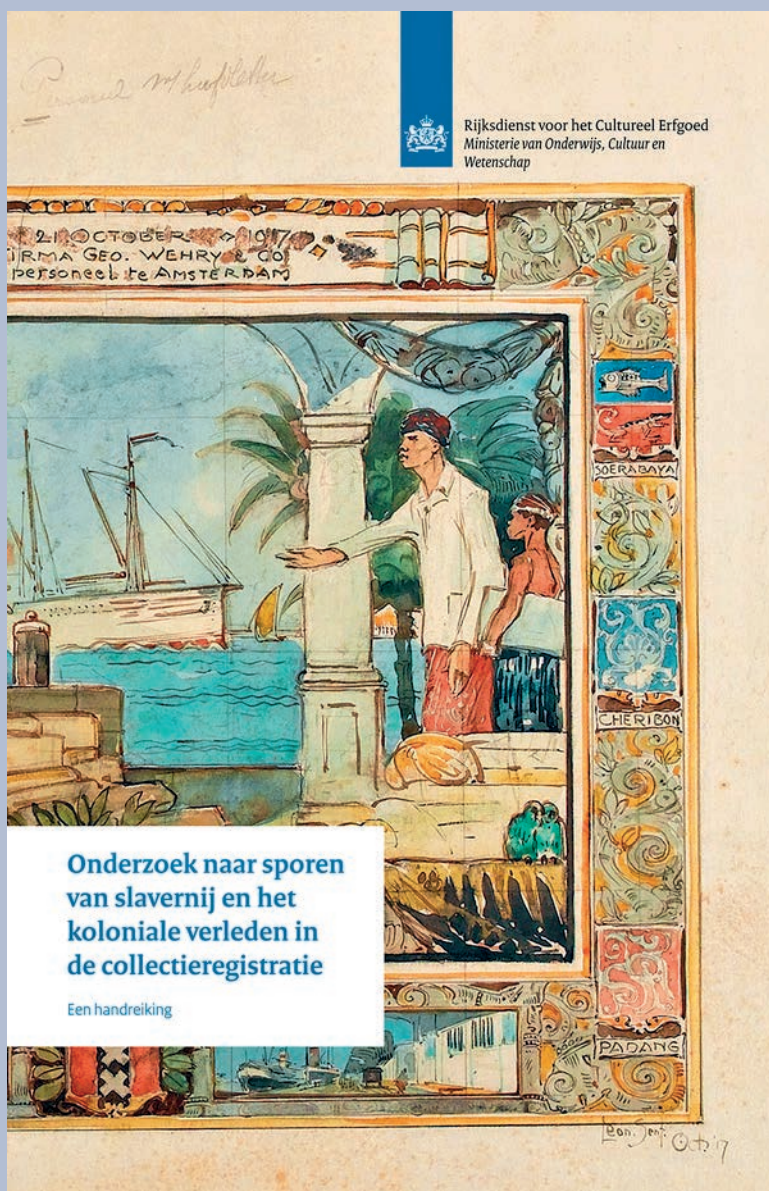 Rijksdienst voor het Cultureel Erfgoed
Ministerie van Onderwijs, Cultuur en
Wetenschap
21 OCTOBER 1917
FIRMA GEO. WEHRY & CO
personeel te AMSTERDAM
SOERABAYA
CHERIBON
PADANG
Onderzoek naar sporen
van slavernij en het
koloniale verleden in
de collectieregistratie
Een handreiking
Oct. '17